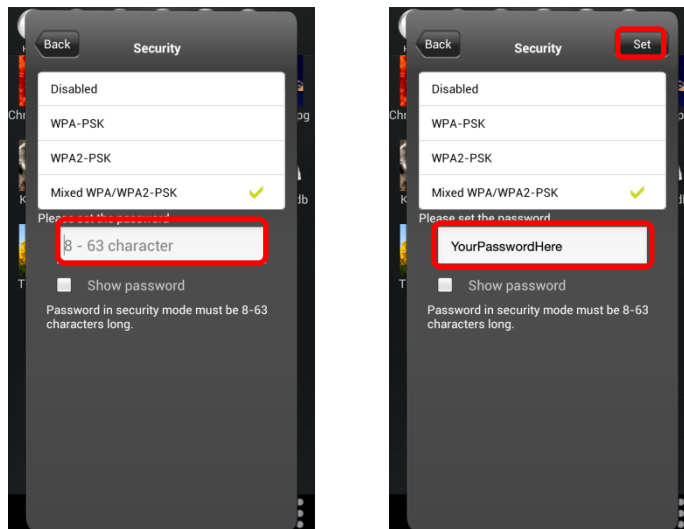 Back
Security
Disabled
WPA-PSK
WPA2-PSK
Mixed WPA/WPA2-PSK
Please set the password
8 - 63 character
Show password
Password in security mode must be 8-63
characters long.
Back
Security
Set
Disabled
WPA-PSK
WPA2-PSK
Mixed WPA/WPA2-PSK
Please set the password
YourPasswordHere
Show password
Password in security mode must be 8-63
characters long.